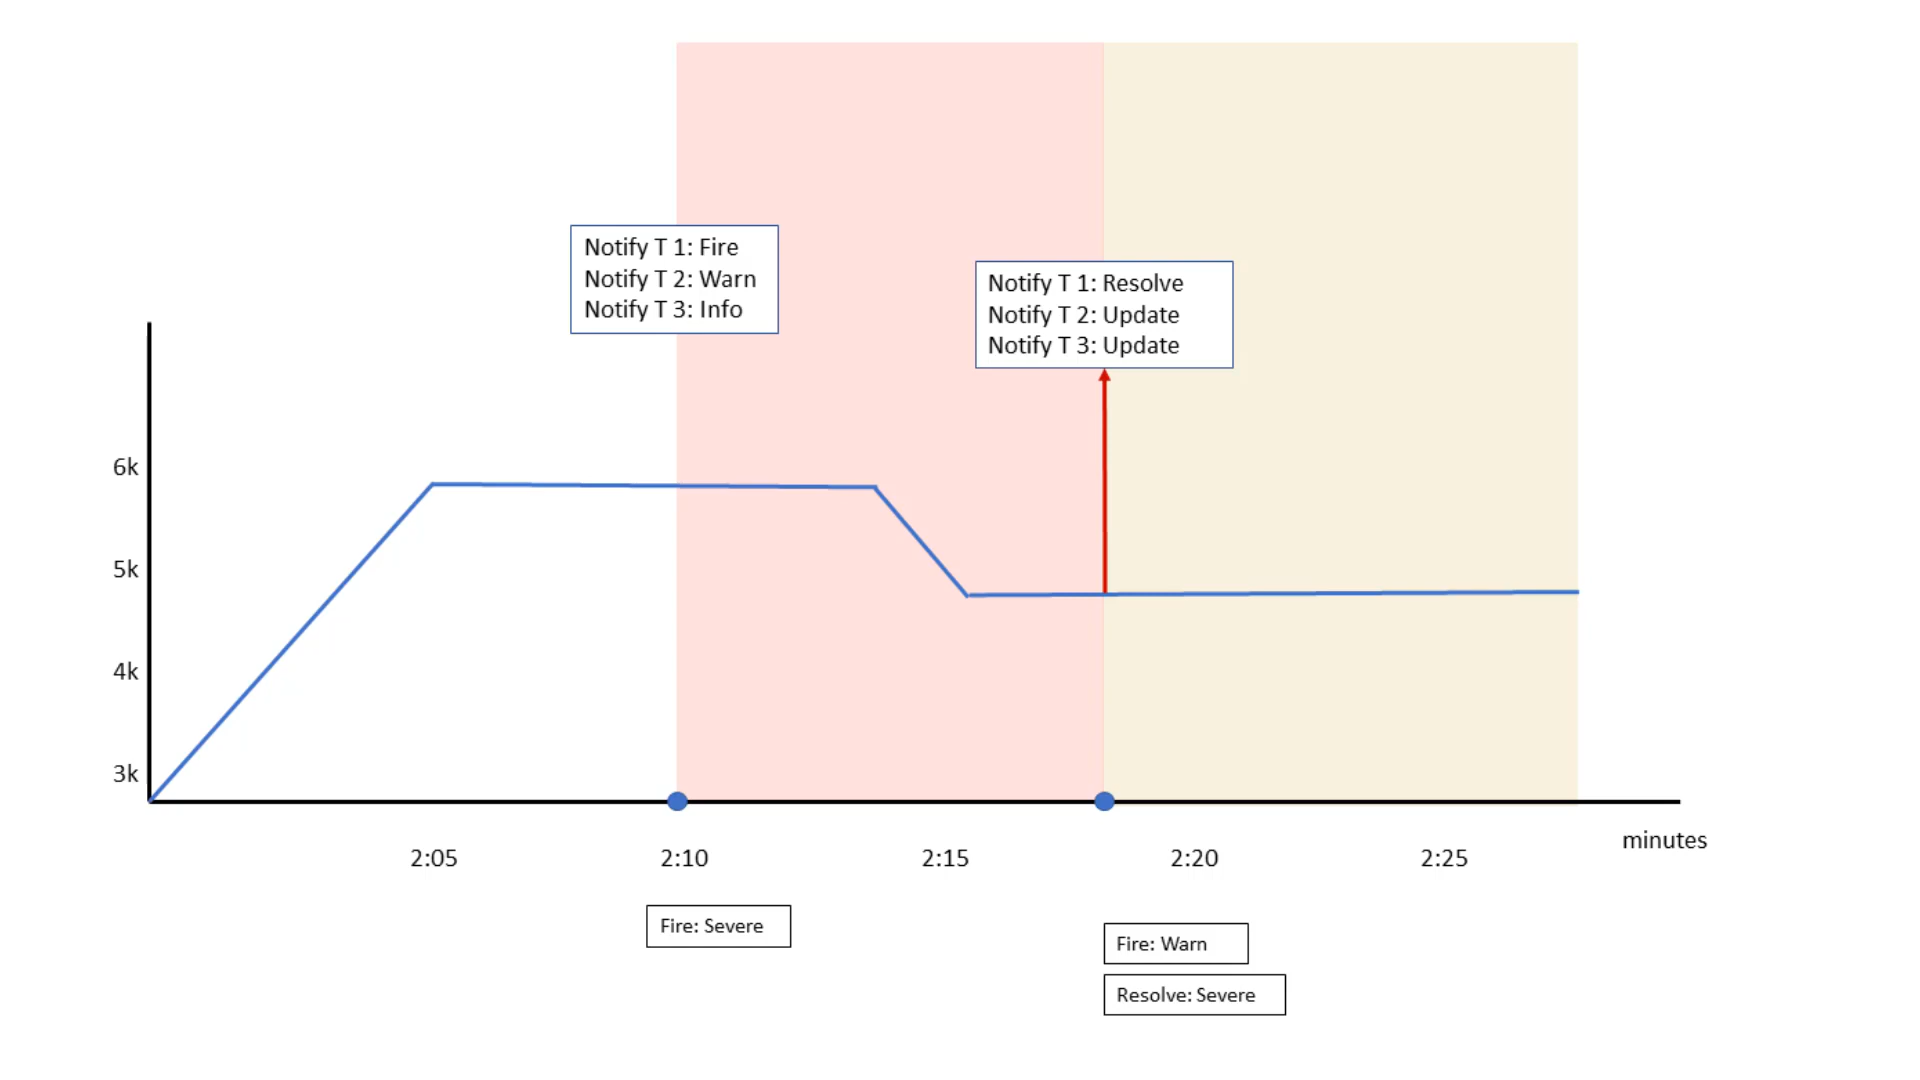 Notify T 1: Fire
Notify T 2: Warn
Notify T 3: Info
Notify T 1: Resolve
Notify T 2: Update
Notify T 3: Update
6k
5k
4k
3k
minutes
2:05 2:10 2:15 2:20 2:25
Fire: Severe
Fire: Warn
Resolve: Severe